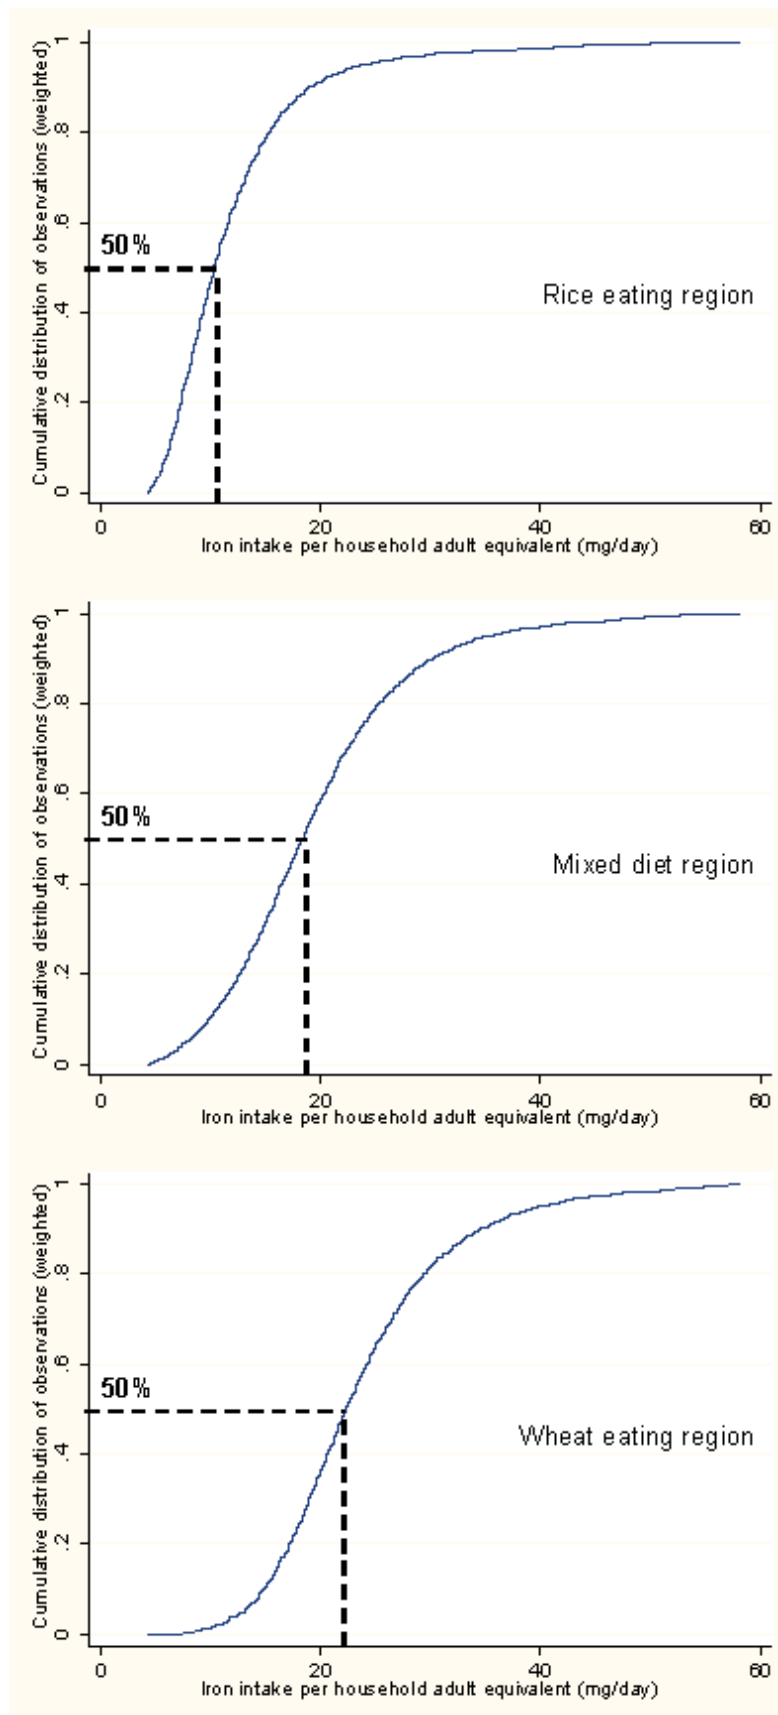 Cumulative distribution of observations (weighted)
1
.8
.6
.4
.2
0
50%
Rice eating region
0 20 40 60
Iron intake per household adult equivalent (mg/day)
Cumulative distribution of observations (weighted)
1
.8
.6
.4
.2
0
50%
Mixed diet region
0 20 40 60
Iron intake per household adult equivalent (mg/day)
Cumulative distribution of observations (weighted)
1
.8
.6
.4
.2
0
50%
Wheat eating region
0 20 40 60
Iron intake per household adult equivalent (mg/day)